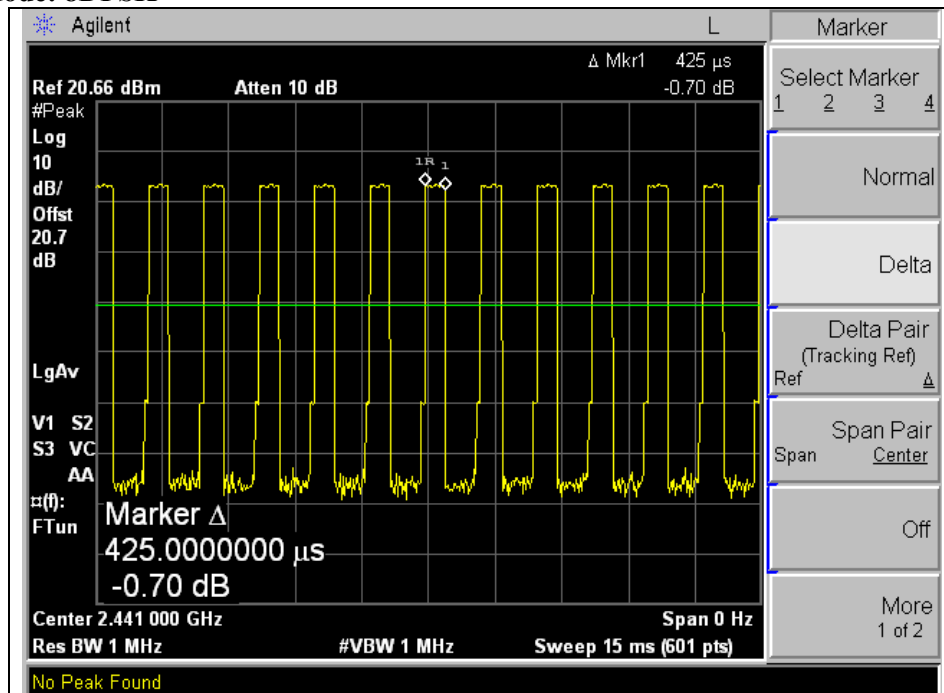 Agilent L Marker
Δ Mkr1 425 µs
Ref 20.66 dBm Atten 10 dB -0.70 dB
Select Marker
1 2 3 4
#Peak
Log
10
dB/
Offst
20.7
dB
1R 1
Normal
Delta
Delta Pair
(Tracking Ref)
Ref Δ
LgAv
V1 S2
S3 VC
AA
Span Pair
Span Center
¤(f):
FTun
Marker Δ
425.0000000 µs
-0.70 dB
Off
Center 2.441 000 GHz Span 0 Hz
Res BW 1 MHz #VBW 1 MHz Sweep 15 ms (601 pts)
More
1 of 2
No Peak Found